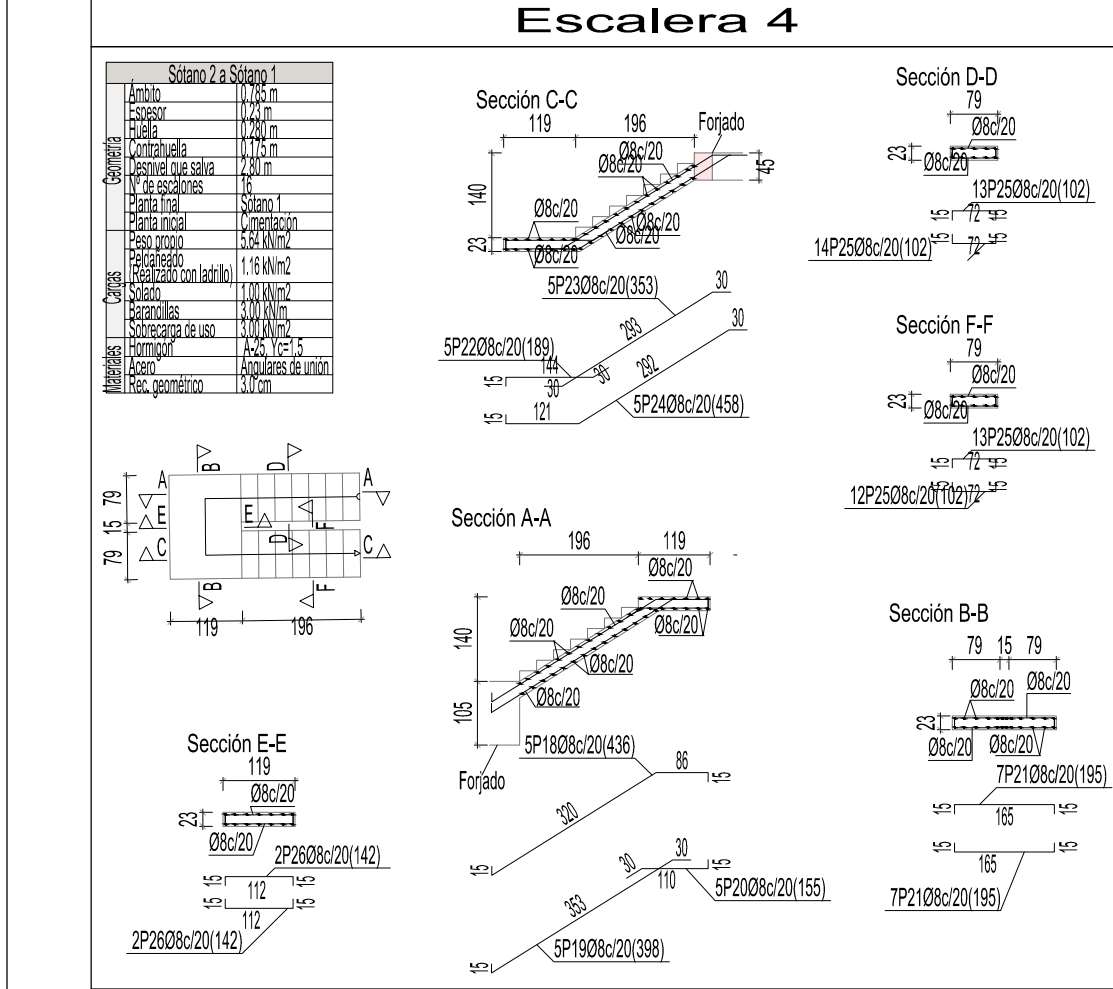 Escalera 4
Sótano 2 a Sótano 1
Geometría
Ámbito 0.785 m
Espesor 0.23 m
Huella 0.280 m
Contrahuella 0.175 m
Desnivel que salva 2.80 m
Nº de escalones 16
Planta final Sótano 1
Planta inicial Cimentación
Cargas
Peso propio 5.64 kN/m2
Peldañeado
(Realizado con ladrillo) 1.16 kN/m2
Solado 1.00 kN/m2
Barandillas 3.00 kN/m
Sobrecarga de uso 3.00 kN/m2
Materiales
Hormigón A-25, Yc=1.5
Acero Angulares de unión
Rec. geométrico 3.0 cm
Sección C-C
119 196 Forjado
Ø8c/20
Ø8c/20
140
45
Ø8c/20
Ø8c/20
Ø8c/20
23
Ø8c/20
5P23Ø8c/20(353)
30
293
30
5P22Ø8c/20(189)
144
30
15
30
292
121
15
5P24Ø8c/20(458)
Sección D-D
79
Ø8c/20
23
Ø8c/20
13P25Ø8c/20(102)
15 72 15
15 72 15
14P25Ø8c/20(102)
Sección F-F
79
Ø8c/20
23
Ø8c/20
13P25Ø8c/20(102)
15 72 15
15 72 15
12P25Ø8c/20(102)
B D
A A
79
E E F
15
D
C C
79
B F
119 196
Sección A-A
196 119
Ø8c/20
Ø8c/20
140
Ø8c/20
Ø8c/20
Ø8c/20
105
Ø8c/20
Forjado
5P18Ø8c/20(436)
86
15
320
15
30
30
15
110
5P20Ø8c/20(155)
353
15
5P19Ø8c/20(398)
Sección B-B
79 15 79
Ø8c/20
Ø8c/20
23
Ø8c/20
Ø8c/20
7P21Ø8c/20(195)
15 165 15
15 165 15
7P21Ø8c/20(195)
Sección E-E
119
Ø8c/20
23
Ø8c/20
2P26Ø8c/20(142)
15 112 15
15 112 15
2P26Ø8c/20(142)